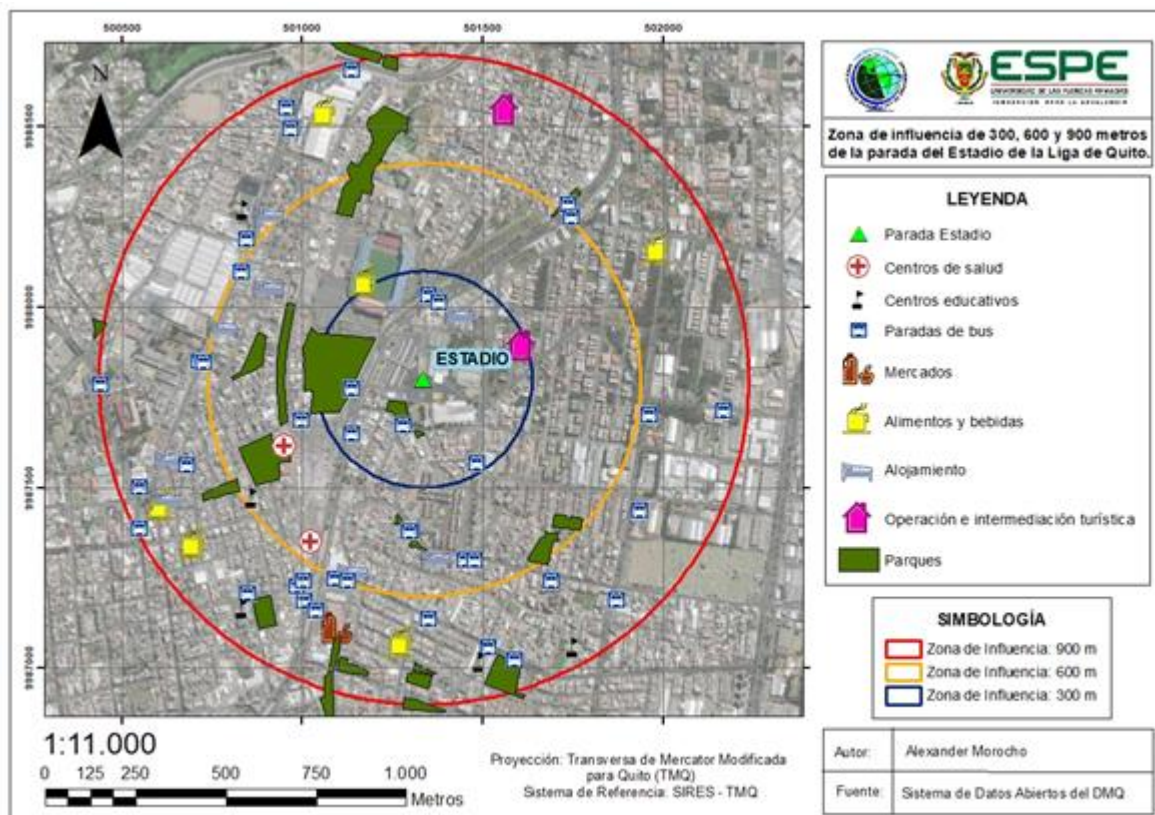 500500 501000 501500 502000
9988500
9988000
9987500
9987000
N
ESTADIO
ESPE
UNIVERSIDAD DE LAS FUERZAS ARMADAS
INNOVACIÓN PARA LA EXCELENCIA
Zona de influencia de 300, 600 y 900 metros
de la parada del Estadio de la Liga de Quito.
LEYENDA
Parada Estadio
Centros de salud
Centros educativos
Paradas de bus
Mercados
Alimentos y bebidas
Alojamiento
Operación e intermediación turística
Parques
SIMBOLOGÍA
Zona de Influencia: 900 m
Zona de Influencia: 600 m
Zona de Influencia: 300 m
1:11.000
0 125 250 500 750 1.000
Metros
Proyección: Transversa de Mercator Modificada
para Quito (TMQ)
Sistema de Referencia: SIRES - TMQ
Autor: Alexander Morocho
Fuente: Sistema de Datos Abiertos del DMQ